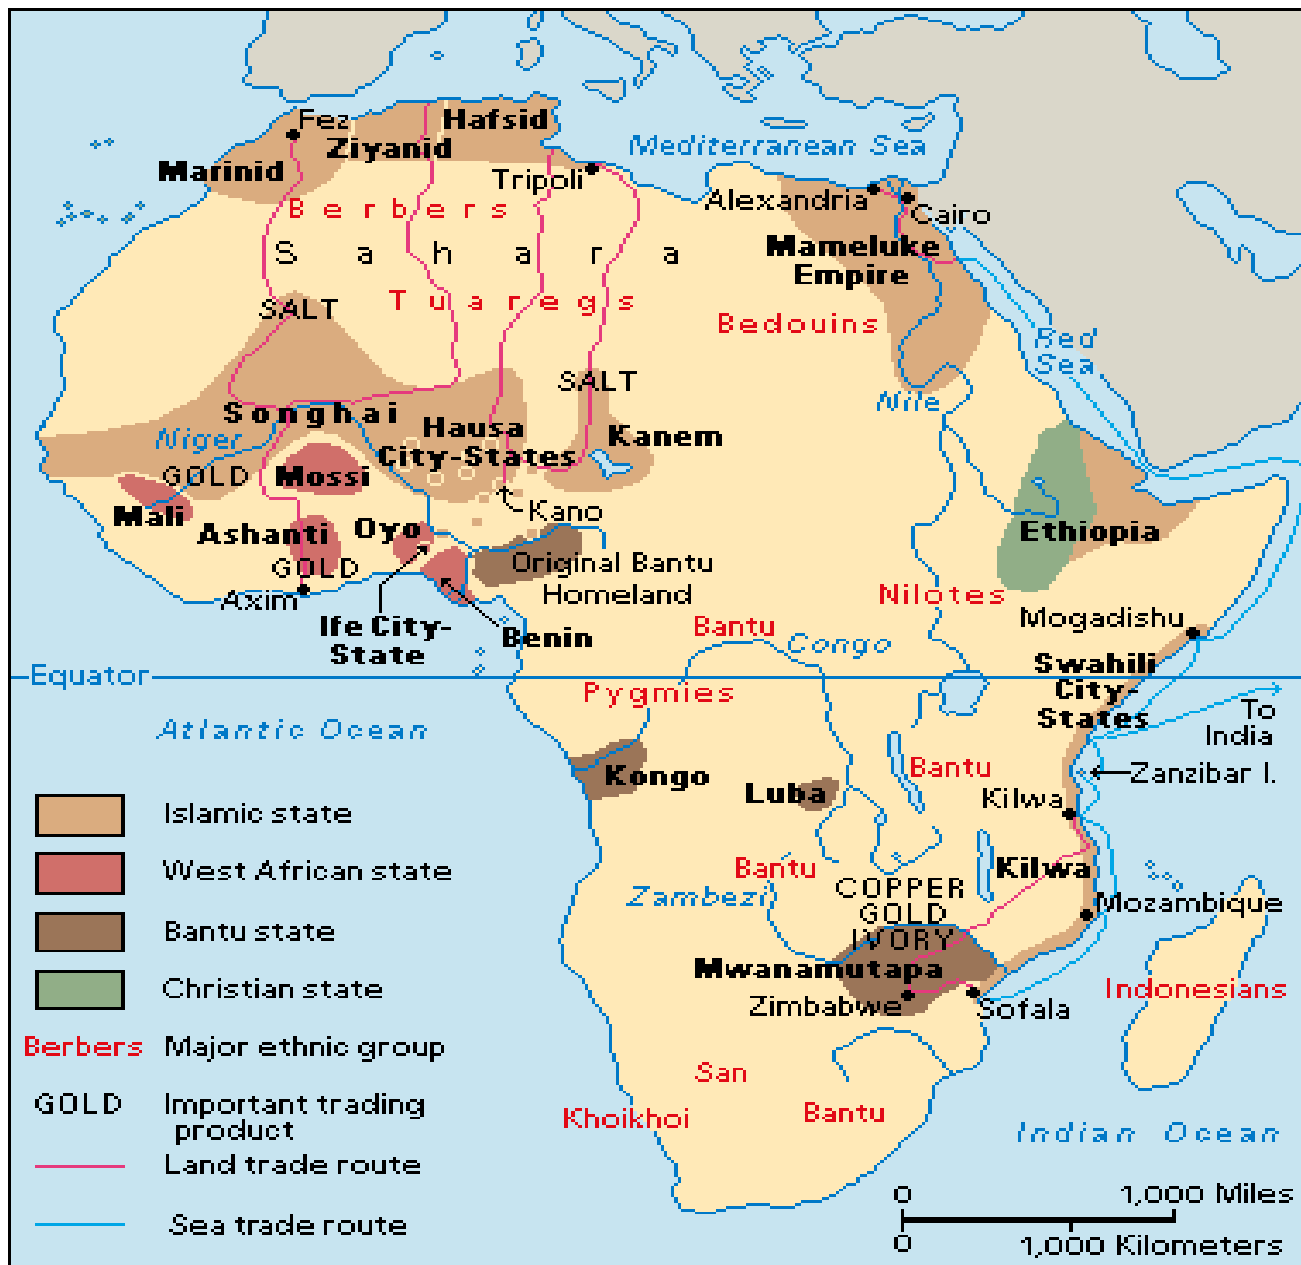 Fez
Hafsid
Ziyanid
Marinid
Mediterranean Sea
Tripoli
Alexandria
Cairo
Berbers
Sahara
Mameluke
Empire
Tuaregs
SALT
Bedouins
Red
Sea
SALT
Nile
Songhai
Niger
Hausa
City-States
Kanem
GOLD
Mossi
Mali
Kano
Ashanti
Oyo
Ethiopia
GOLD
Original Bantu
Homeland
Axim
Nilotes
Ife City-
State
Benin
Bantu
Mogadishu
Congo
Equator
Swahili
City-
States
Pygmies
To
India
Atlantic Ocean
Kongo
Luba
Bantu
Zanzibar I.
Kilwa
Islamic state
West African state
Bantu
Kilwa
Zambezi
COPPER
GOLD
IVORY
Mozambique
Bantu state
Mwanamutapa
Zimbabwe
Sofala
Indonesians
Christian state
Berbers Major ethnic group
San
GOLD Important trading
product
Khoikhoi
Bantu
Indian Ocean
Land trade route
Sea trade route
0 1,000 Miles
0 1,000 Kilometers